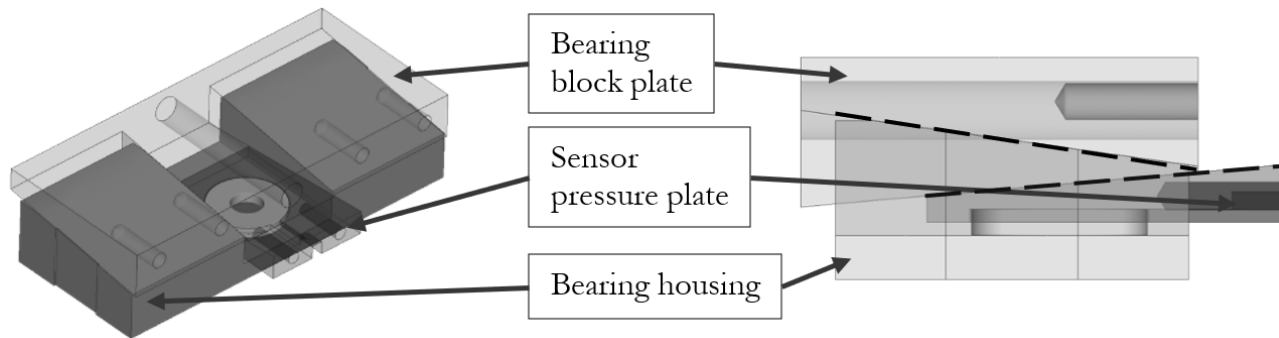 Bearing
block plate
Sensor
pressure plate
Bearing housing